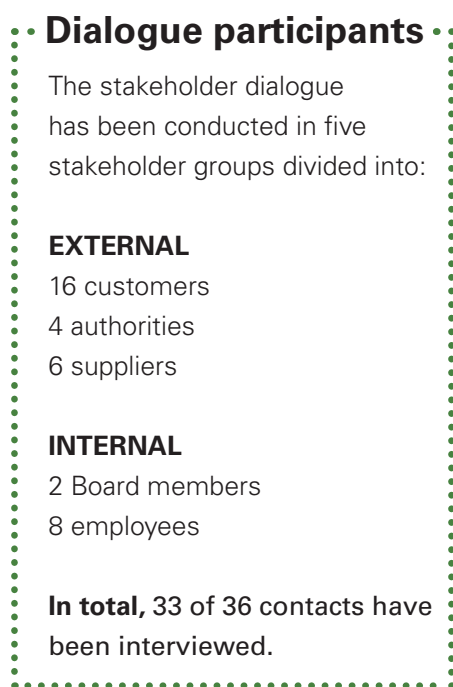 Dialogue participants
The stakeholder dialogue
has been conducted in five
stakeholder groups divided into:
EXTERNAL
16 customers
4 authorities
6 suppliers
INTERNAL
2 Board members
8 employees
In total, 33 of 36 contacts have
been interviewed.